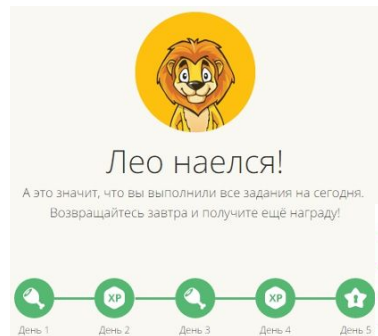 Лео наелся!
А это значит, что вы выполнили все задания на сегодня.
Возвращайтесь завтра и получите ещё награду!
XP XP
День 1 День 2 День 3 День 4 День 5